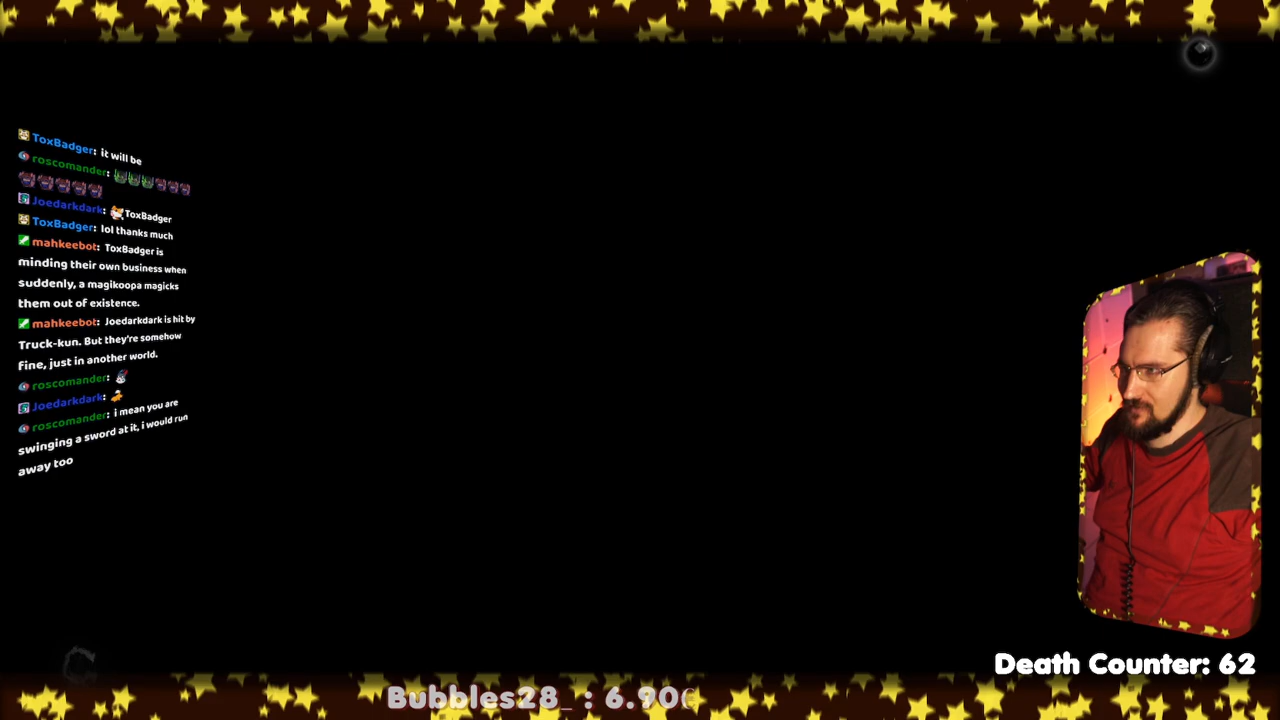 ToxBadger: it will be
roscomander:
Joedarkdark: ToxBadger
ToxBadger: lol thanks much
mahkeebot: ToxBadger is
minding their own business when
suddenly, a magikoopa magicks
them out of existence.
mahkeebot: Joedarkdark is hit by
Truck-kun. But they're somehow
fine, just in another world.
roscomander:
Joedarkdark:
roscomander: i mean you are
swinging a sword at it, i would run
away too
Death Counter: 62
Bubbles28_ : 6.90€